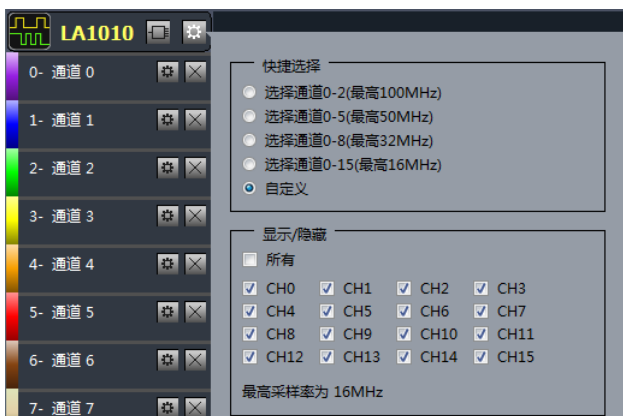 LA1010
0- 通道 0
1- 通道 1
2- 通道 2
3- 通道 3
4- 通道 4
5- 通道 5
6- 通道 6
7- 通道 7
快捷选择
选择通道0-2(最高100MHz)
选择通道0-5(最高50MHz)
选择通道0-8(最高32MHz)
选择通道0-15(最高16MHz)
自定义
显示/隐藏
所有
CH0 CH1 CH2 CH3
CH4 CH5 CH6 CH7
CH8 CH9 CH10 CH11
CH12 CH13 CH14 CH15
最高采样率为 16MHz